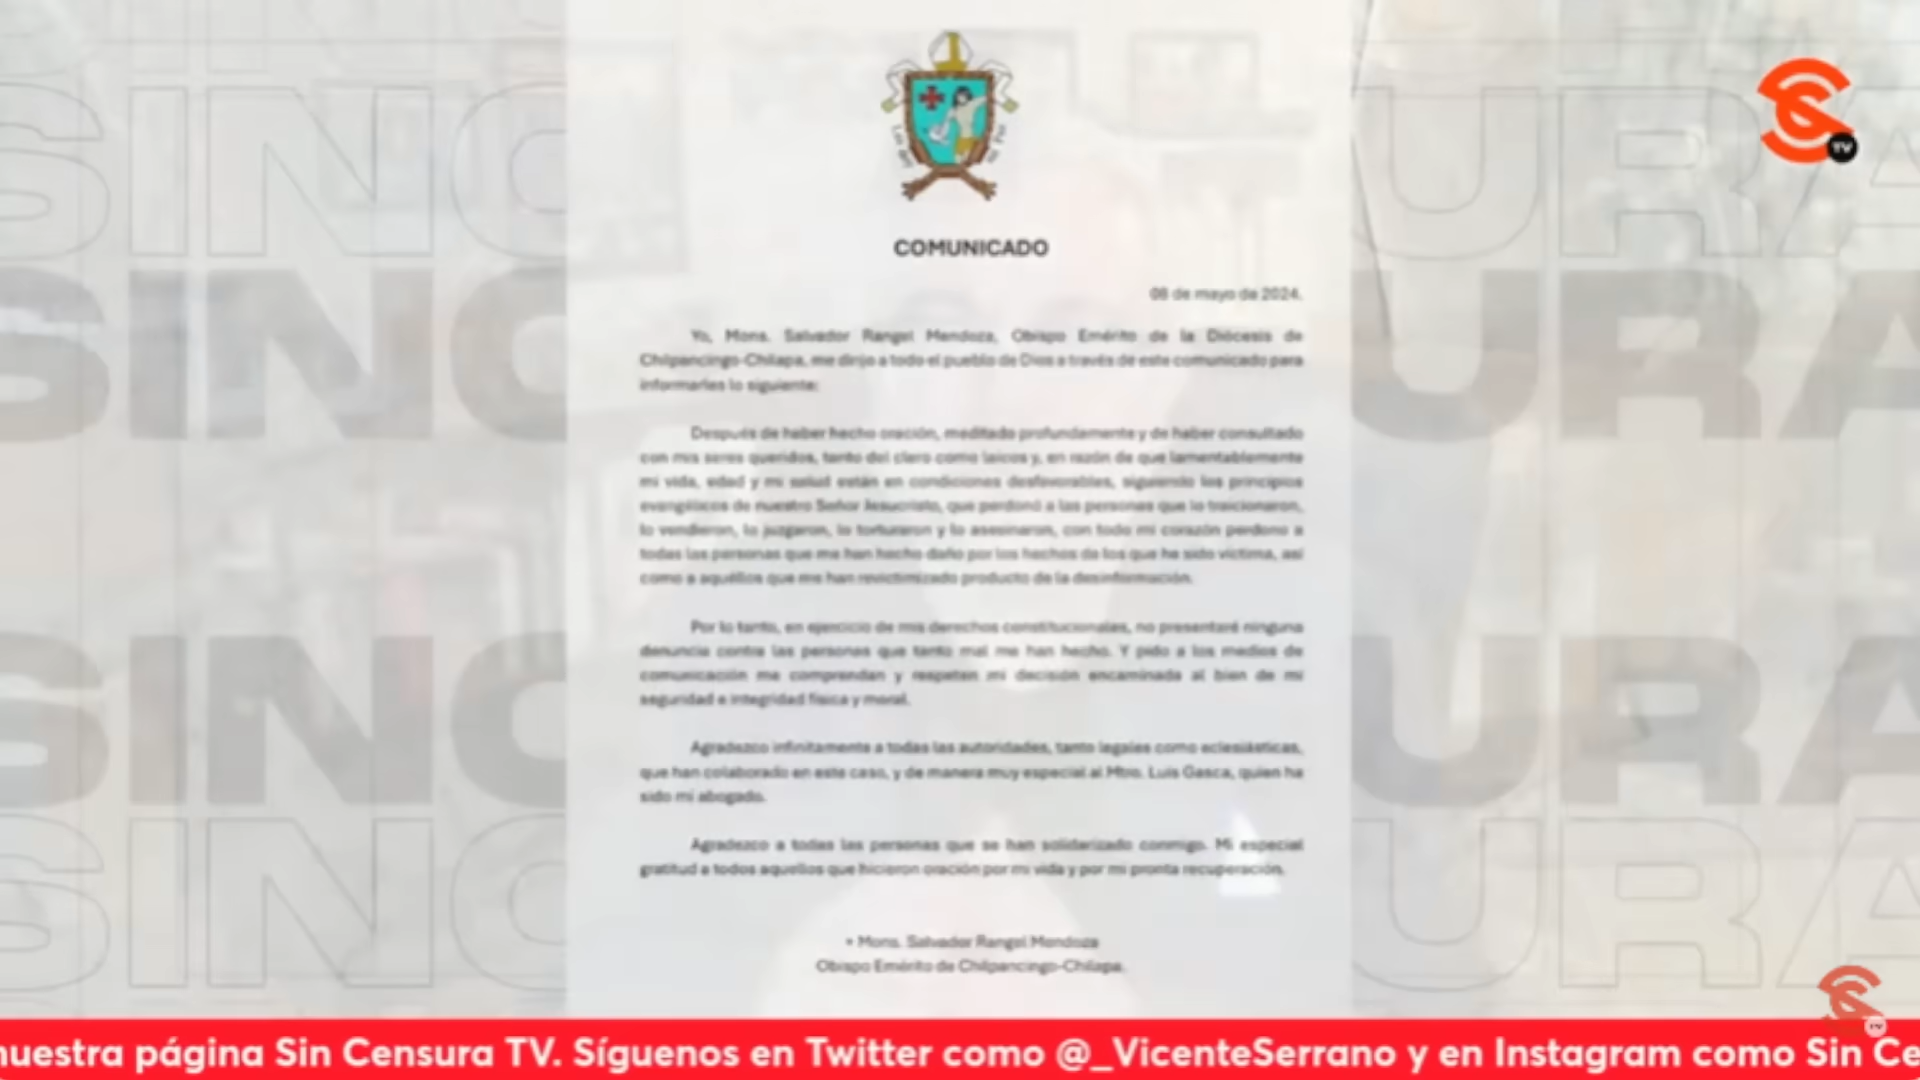 COMUNICADO
08 de mayo de 2024.
Yo, Mons. Salvador Rangel Mendoza, Obispo Emérito de la Diócesis de
Chilpancingo-Chilapa, me dirijo a todo el pueblo de Dios a través de este comunicado para
informarles lo siguiente:
Después de haber hecho oración, meditado profundamente y de haber consultado
con mis seres queridos, tanto del clero como laicos y, en razón de que lamentablemente
mi vida, edad y mi salud están en condiciones desfavorables, siguiendo los principios
evangélicos de nuestro Señor Jesucristo, que perdonó a las personas que lo traicionaron,
lo vendieron, lo juzgaron, lo torturaron y lo asesinaron, con todo mi corazón perdono a
todas las personas que me han hecho daño por los hechos de los que he sido víctima, así
como a aquéllos que me han revictimizado producto de la desinformación.
Por lo tanto, en ejercicio de mis derechos constitucionales, no presentaré ninguna
denuncia contra las personas que tanto mal me han hecho. Y pido a los medios de
comunicación me comprendan y respeten mi decisión encaminada al bien de mi
seguridad e integridad física y moral.
Agradezco infinitamente a todas las autoridades, tanto legales como eclesiásticas,
que han colaborado en este caso, y de manera muy especial al Mtro. Luis Gasca, quien ha
sido mi abogado.
Agradezco a todas las personas que se han solidarizado conmigo. Mi especial
gratitud a todos aquellos que hicieron oración por mi vida y por mi pronta recuperación.
+ Mons. Salvador Rangel Mendoza
Obispo Emérito de Chilpancingo-Chilapa.
SINC URA
SINC URA
SINC URA
SINC URA
TV
TV
nuestra página Sin Censura TV. Síguenos en Twitter como @_VicenteSerrano y en Instagram como Sin Ce